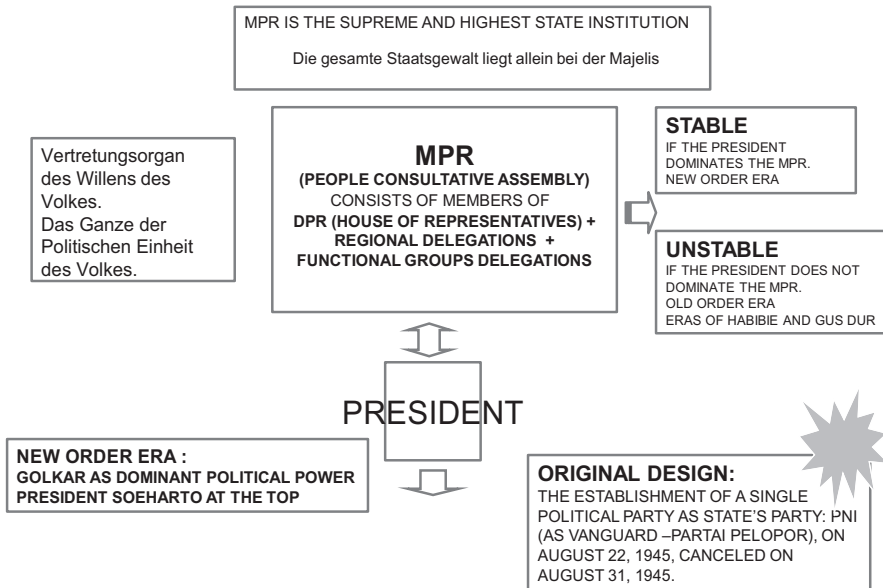 MPR IS THE SUPREME AND HIGHEST STATE INSTITUTION
Die gesamte Staatsgewalt liegt allein bei der Majelis
Vertretungsorgan
des Willens des
Volkes.
Das Ganze der
Politischen Einheit
des Volkes.
MPR
(PEOPLE CONSULTATIVE ASSEMBLY)
CONSISTS OF MEMBERS OF
DPR (HOUSE OF REPRESENTATIVES) +
REGIONAL DELEGATIONS +
FUNCTIONAL GROUPS DELEGATIONS
STABLE
IF THE PRESIDENT
DOMINATES THE MPR.
NEW ORDER ERA
UNSTABLE
IF THE PRESIDENT DOES NOT
DOMINATE THE MPR.
OLD ORDER ERA
ERAS OF HABIBIE AND GUS DUR
PRESIDENT
NEW ORDER ERA :
GOLKAR AS DOMINANT POLITICAL POWER
PRESIDENT SOEHARTO AT THE TOP
ORIGINAL DESIGN:
THE ESTABLISHMENT OF A SINGLE
POLITICAL PARTY AS STATE'S PARTY: PNI
(AS VANGUARD –PARTAI PELOPOR), ON
AUGUST 22, 1945, CANCELED ON
AUGUST 31, 1945.